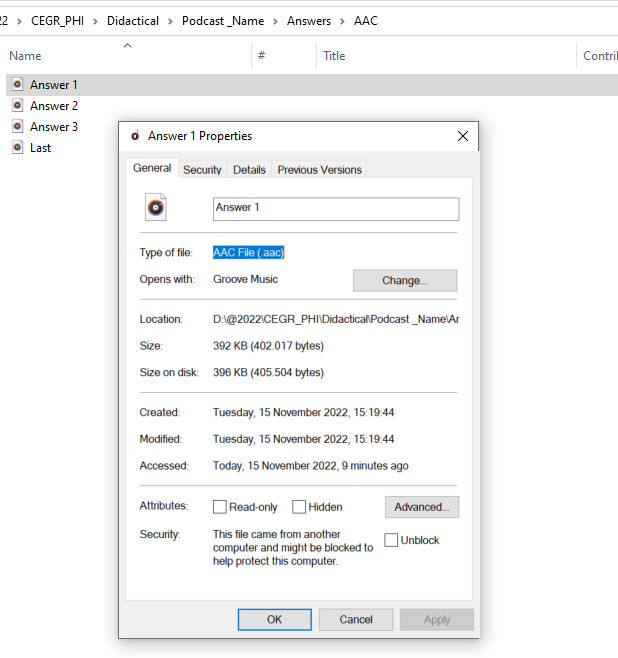 22 > CEGR_PHI > Didactical > Podcast _Name > Answers > AAC
Name # Title Contril
Answer 1
Answer 2
Answer 3
Last
Answer 1 Properties
General Security Details Previous Versions
Answer 1
Type of file: AAC File (.aac)
Opens with: Groove Music Change...
Location: D:\@2022\CEGR_PHI\Didactical\Podcast _Name\Ar
Size: 392 KB (402.017 bytes)
Size on disk: 396 KB (405.504 bytes)
Created: Tuesday, 15 November 2022, 15:19:44
Modified: Tuesday, 15 November 2022, 15:19:44
Accessed: Today, 15 November 2022, 9 minutes ago
Attributes: Read-only Hidden Advanced...
Security: This file came from another
computer and might be blocked to Unblock
help protect this computer.
OK Cancel Apply